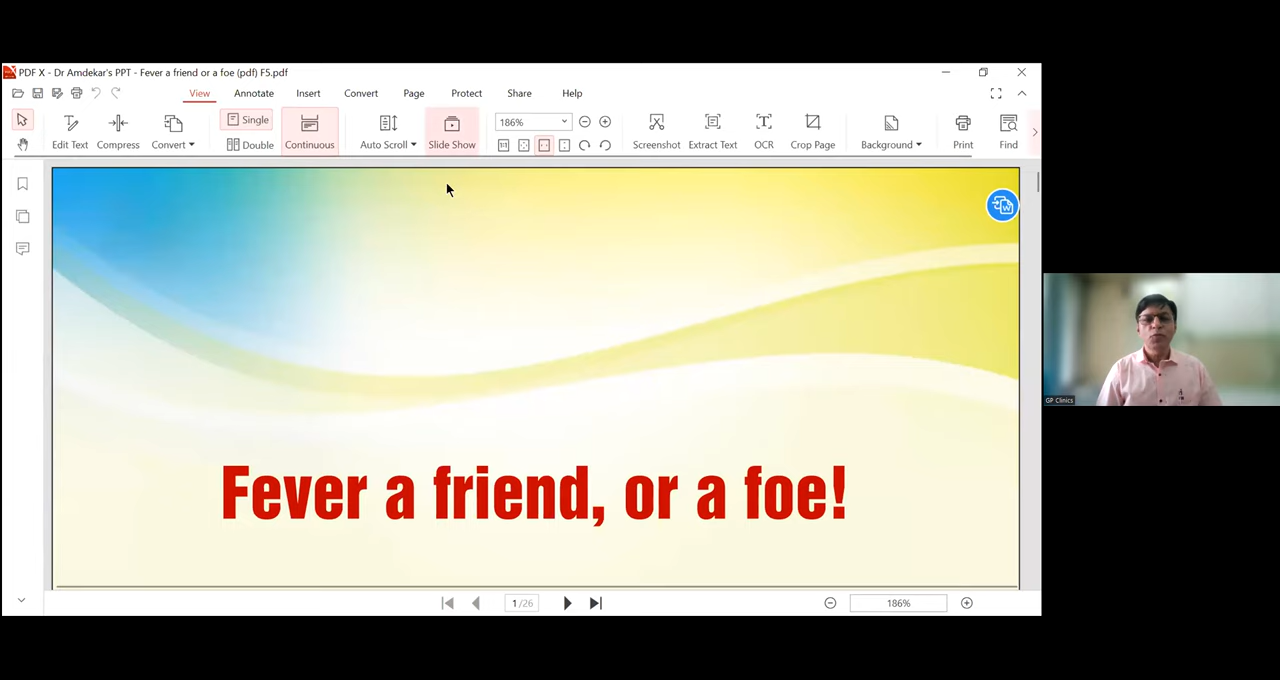 PDF X - Dr Amdekar's PPT - Fever a friend or a foe (pdf) F5.pdf
View Annotate Insert Convert Page Protect Share Help
Edit Text Compress Convert Single Double Continuous Auto Scroll Slide Show 186% Screenshot Extract Text OCR Crop Page Background Print Find
Fever a friend, or a foe!
GP Clinics
1 /26 186%